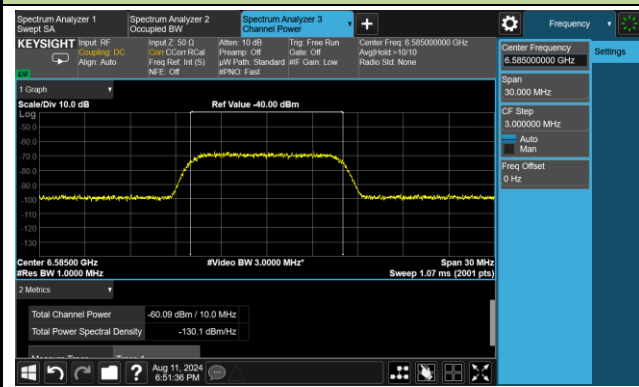 Spectrum Analyzer 1
Swept SA
Spectrum Analyzer 2
Occupied BW
Spectrum Analyzer 3
Channel Power
Frequency
KEYSIGHT
Input: RF
Coupling: DC
Align: Auto
Input Z: 50 Ω
Corr CCorr RCal
Freq Ref: Int (S)
NFE: Off
Atten: 10 dB
Preamp: Off
µW Path: Standard
#PNO: Fast
Trig: Free Run
Gate: Off
#IF Gain: Low
Center Freq: 6.585000000 GHz
Avg|Hold:>10/10
Radio Std: None
1 Graph
Scale/Div 10.0 dB
Ref Value -40.00 dBm
Log
-50.0
-60.0
-70.0
-80.0
-90.0
-100
-110
-120
-130
Center 6.58500 GHz
#Video BW 3.0000 MHz*
Span 30 MHz
#Res BW 1.0000 MHz
Sweep 1.07 ms (2001 pts)
2 Metrics
Total Channel Power
-60.09 dBm / 10.0 MHz
Total Power Spectral Density
-130.1 dBm/Hz
Aug 11, 2024
6:51:36 PM
Center Frequency
6.585000000 GHz
Settings
Span
30.000 MHz
CF Step
3.000000 MHz
Auto
Man
Freq Offset
0 Hz